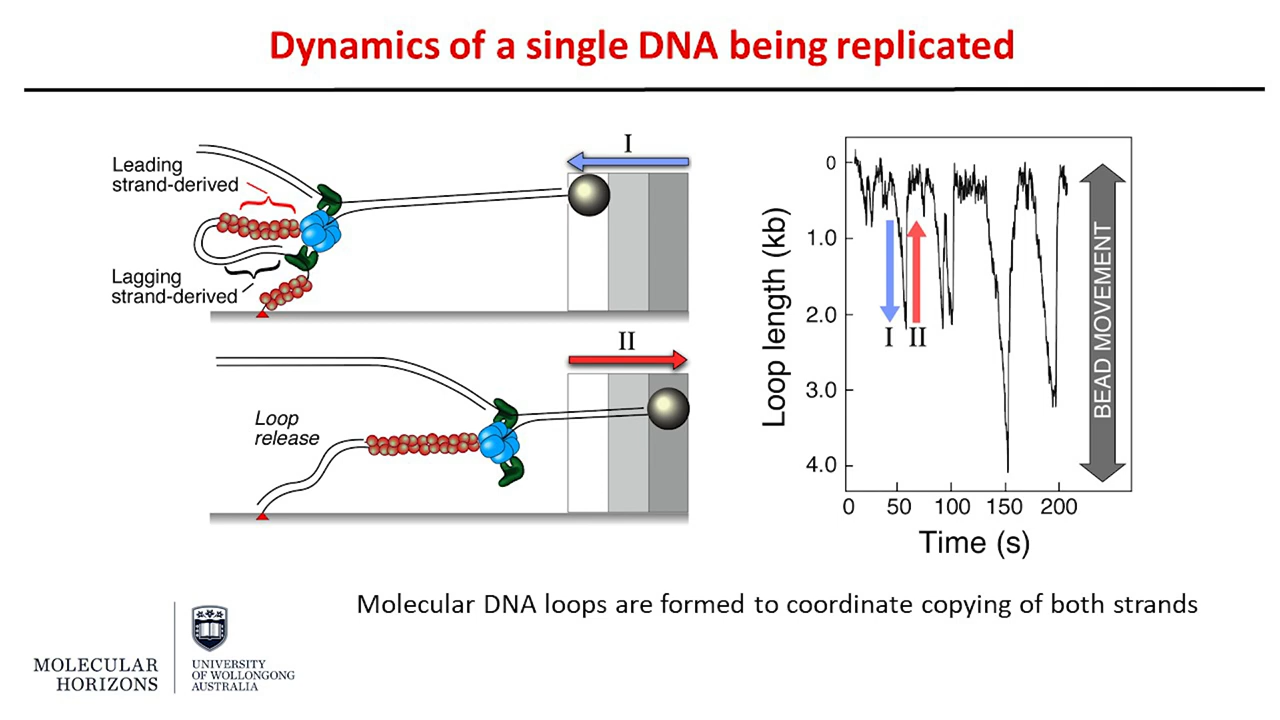 Dynamics of a single DNA being replicated
Leading
strand-derived
Lagging
strand-derived
I
II
Loop
release
Loop length (kb)
0
1.0
2.0
3.0
4.0
I II
BEAD MOVEMENT
0 50 100 150 200
Time (s)
Molecular DNA loops are formed to coordinate copying of both strands
MOLECULAR
HORIZONS
UNIVERSITY
OF WOLLONGONG
AUSTRALIA